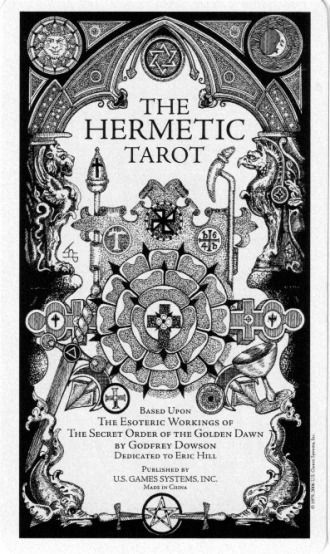 THE
HERMETIC
TAROT
BASED UPON
THE ESOTERIC WORKINGS OF
THE SECRET ORDER OF THE GOLDEN DAWN
BY GODFREY DOWSON
DEDICATED TO ERIC HILL
PUBLISHED BY
U.S. GAMES SYSTEMS, INC.
MADE IN CHINA